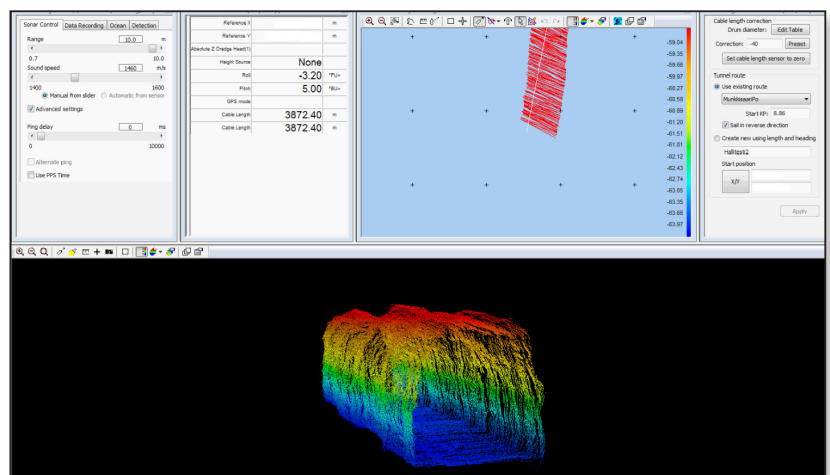 Sonar Control Data Recording Ocean Detection
Range 10.0 m
0.7 10.0
Sound speed 1460 m/s
1400 1600
Manual from slider Automatic from sensor
Advanced settings
Ping delay 0 ms
0 10000
Alternate ping
Use PPS Time
Reference X m
Reference Y m
Absolute Z Dredge Head(1)
Height Source None
Roll -3.20
Pitch 5.00
GPS mode
Cable Length 3872.40 m
Cable Length 3872.40 m
-59.04
-59.35
-59.66
-59.97
-60.27
-60.58
-60.89
-61.20
-61.51
-61.81
-62.12
-62.43
-62.74
-63.05
-63.35
-63.66
-63.97
Cable length correction
Drum diameter: Edit Table
Correction: -40 Preset
Set cable length sensor to zero
Tunnel route
Use existing route
MunkkisaariPo
Start KP: 8.86
Sail in reverse direction
Create new using length and heading
Hallitesti2
Start position
X/Y
Apply